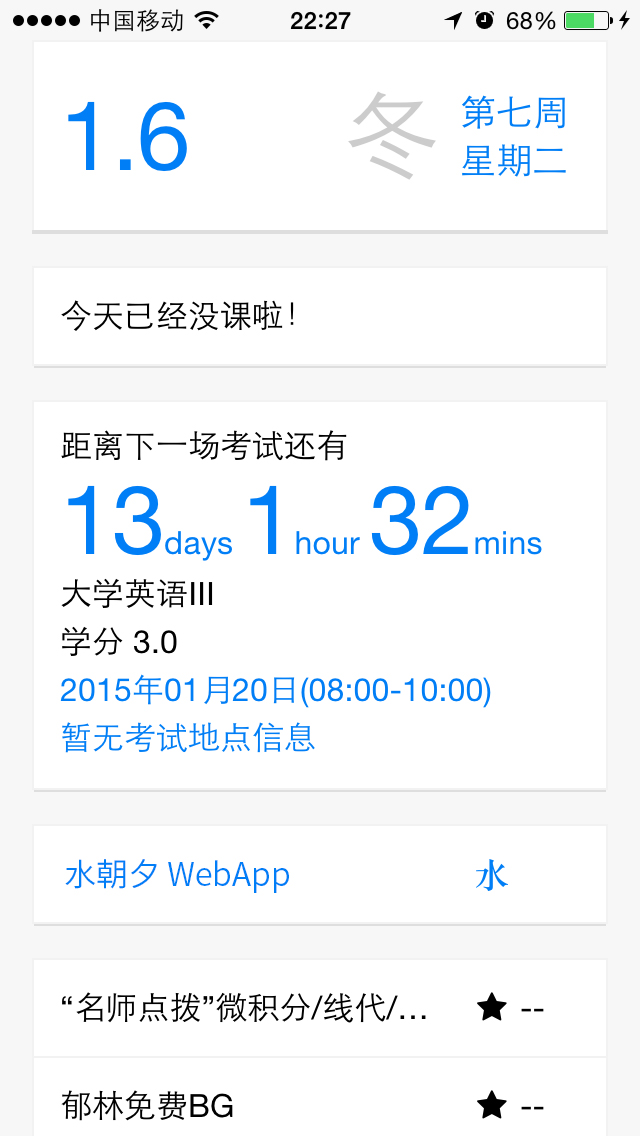 中国移动 22:27 68%
1.6 冬 第七周
星期二
今天已经没课啦！
距离下一场考试还有
13days 1hour 32mins
大学英语III
学分 3.0
2015年01月20日(08:00-10:00)
暂无考试地点信息
水朝夕 WebApp 水
“名师点拨”微积分/线代/... ★ --
郁林免费BG ★ --